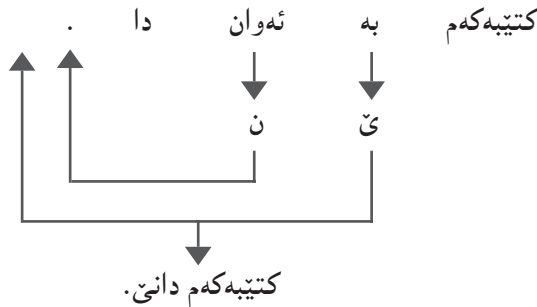 کتێبەکەم بە ئەوان دا .
ێ ن
کتێبەکەم دانێ.